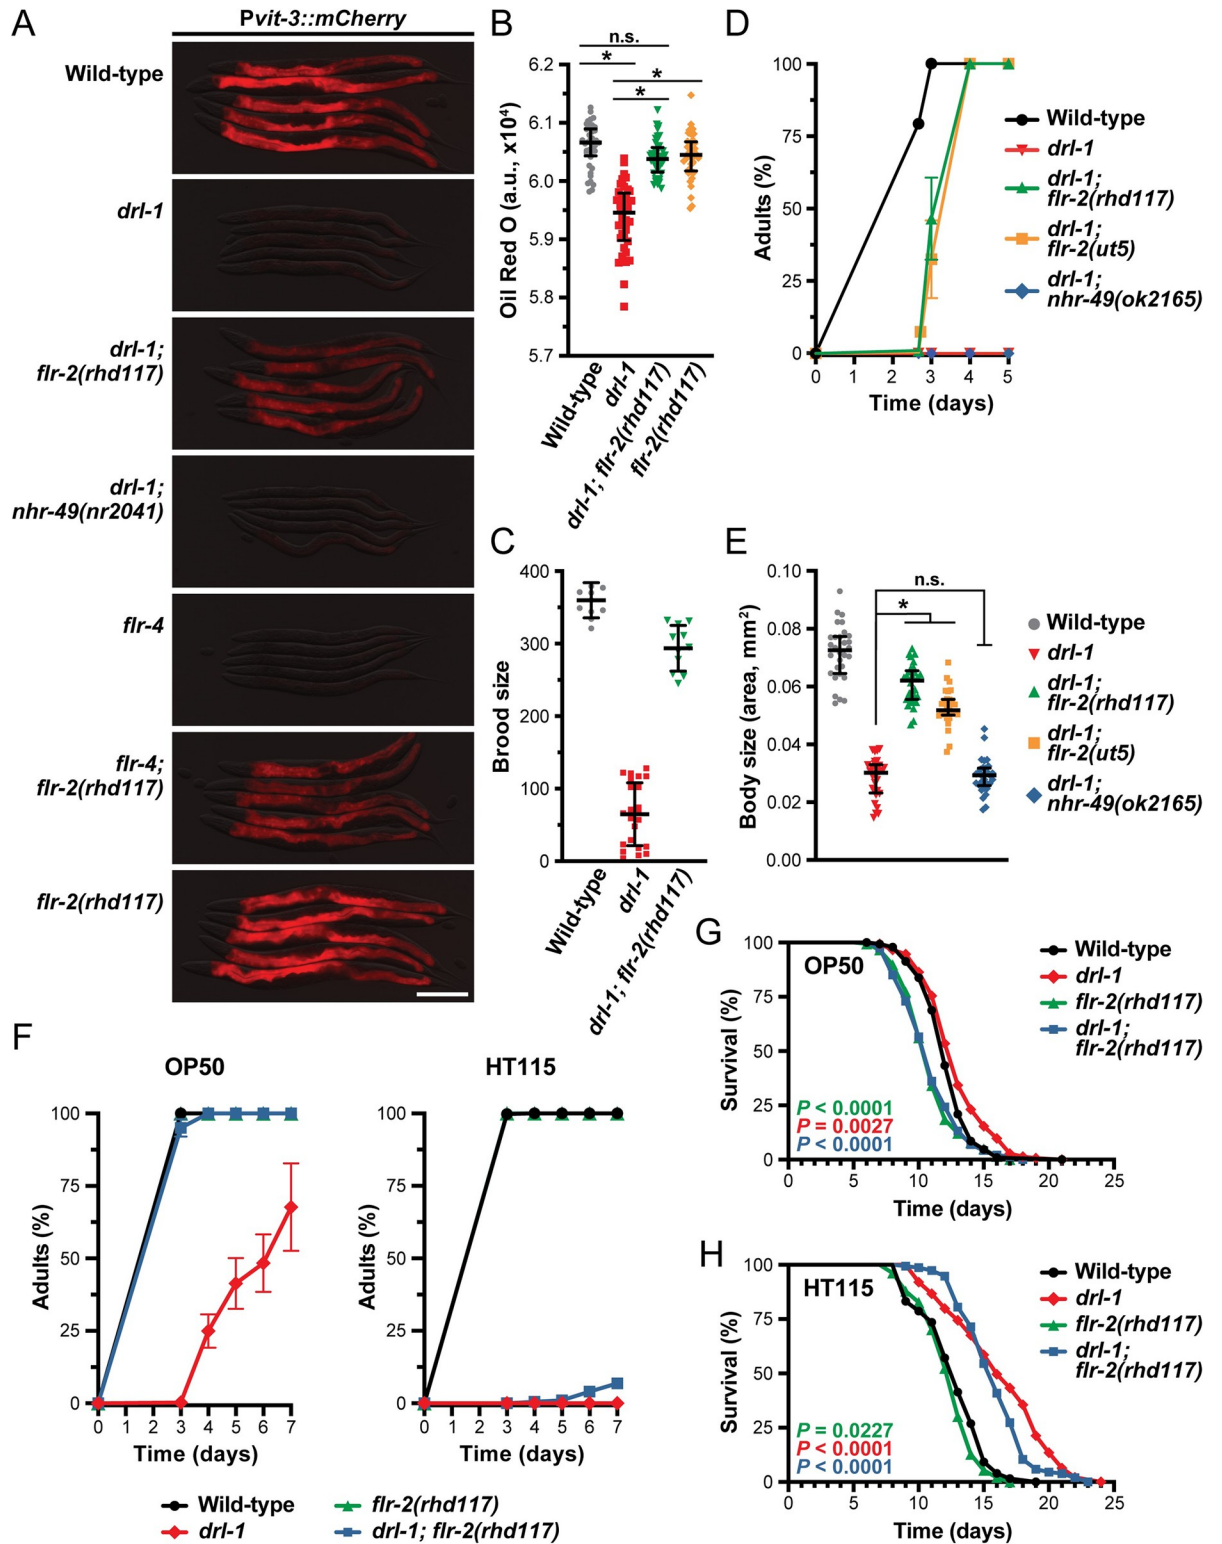 A
Pvit-3::mCherry
Wild-type
drl-1
drl-1;
flr-2(rhd117)
drl-1;
nhr-49(nr2041)
flr-4
flr-4;
flr-2(rhd117)
flr-2(rhd117)
B
n.s.
*
*
*
Oil Red O (a.u., x10⁴)
6.2
6.1
6.0
5.9
5.8
5.7
Wild-type
drl-1
drl-1; flr-2(rhd117)
flr-2(rhd117)
C
Brood size
400
300
200
100
0
Wild-type
drl-1
drl-1; flr-2(rhd117)
D
Adults (%)
100
75
50
25
0
0 1 2 3 4 5
Time (days)
Wild-type
drl-1
drl-1;
flr-2(rhd117)
drl-1;
flr-2(ut5)
drl-1;
nhr-49(ok2165)
E
n.s.
*
Body size (area, mm²)
0.10
0.08
0.06
0.04
0.02
0.00
Wild-type
drl-1
drl-1;
flr-2(rhd117)
drl-1;
flr-2(ut5)
drl-1;
nhr-49(ok2165)
F
OP50
Adults (%)
100
75
50
25
0
0 1 2 3 4 5 6 7
Time (days)
HT115
Adults (%)
100
75
50
25
0
0 1 2 3 4 5 6 7
Time (days)
Wild-type
drl-1
flr-2(rhd117)
drl-1; flr-2(rhd117)
G
OP50
Survival (%)
100
75
50
25
0
P < 0.0001
P = 0.0027
P < 0.0001
0 5 10 15 20 25
Time (days)
Wild-type
drl-1
flr-2(rhd117)
drl-1;
flr-2(rhd117)
H
HT115
Survival (%)
100
75
50
25
0
P = 0.0227
P < 0.0001
P < 0.0001
0 5 10 15 20 25
Time (days)
Wild-type
drl-1
flr-2(rhd117)
drl-1;
flr-2(rhd117)